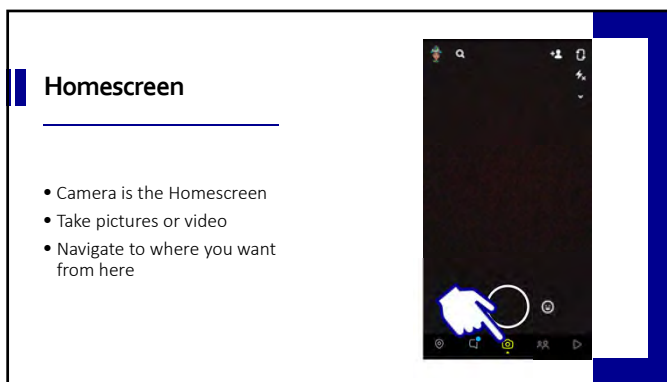 Homescreen
• Camera is the Homescreen
• Take pictures or video
• Navigate to where you want
from here